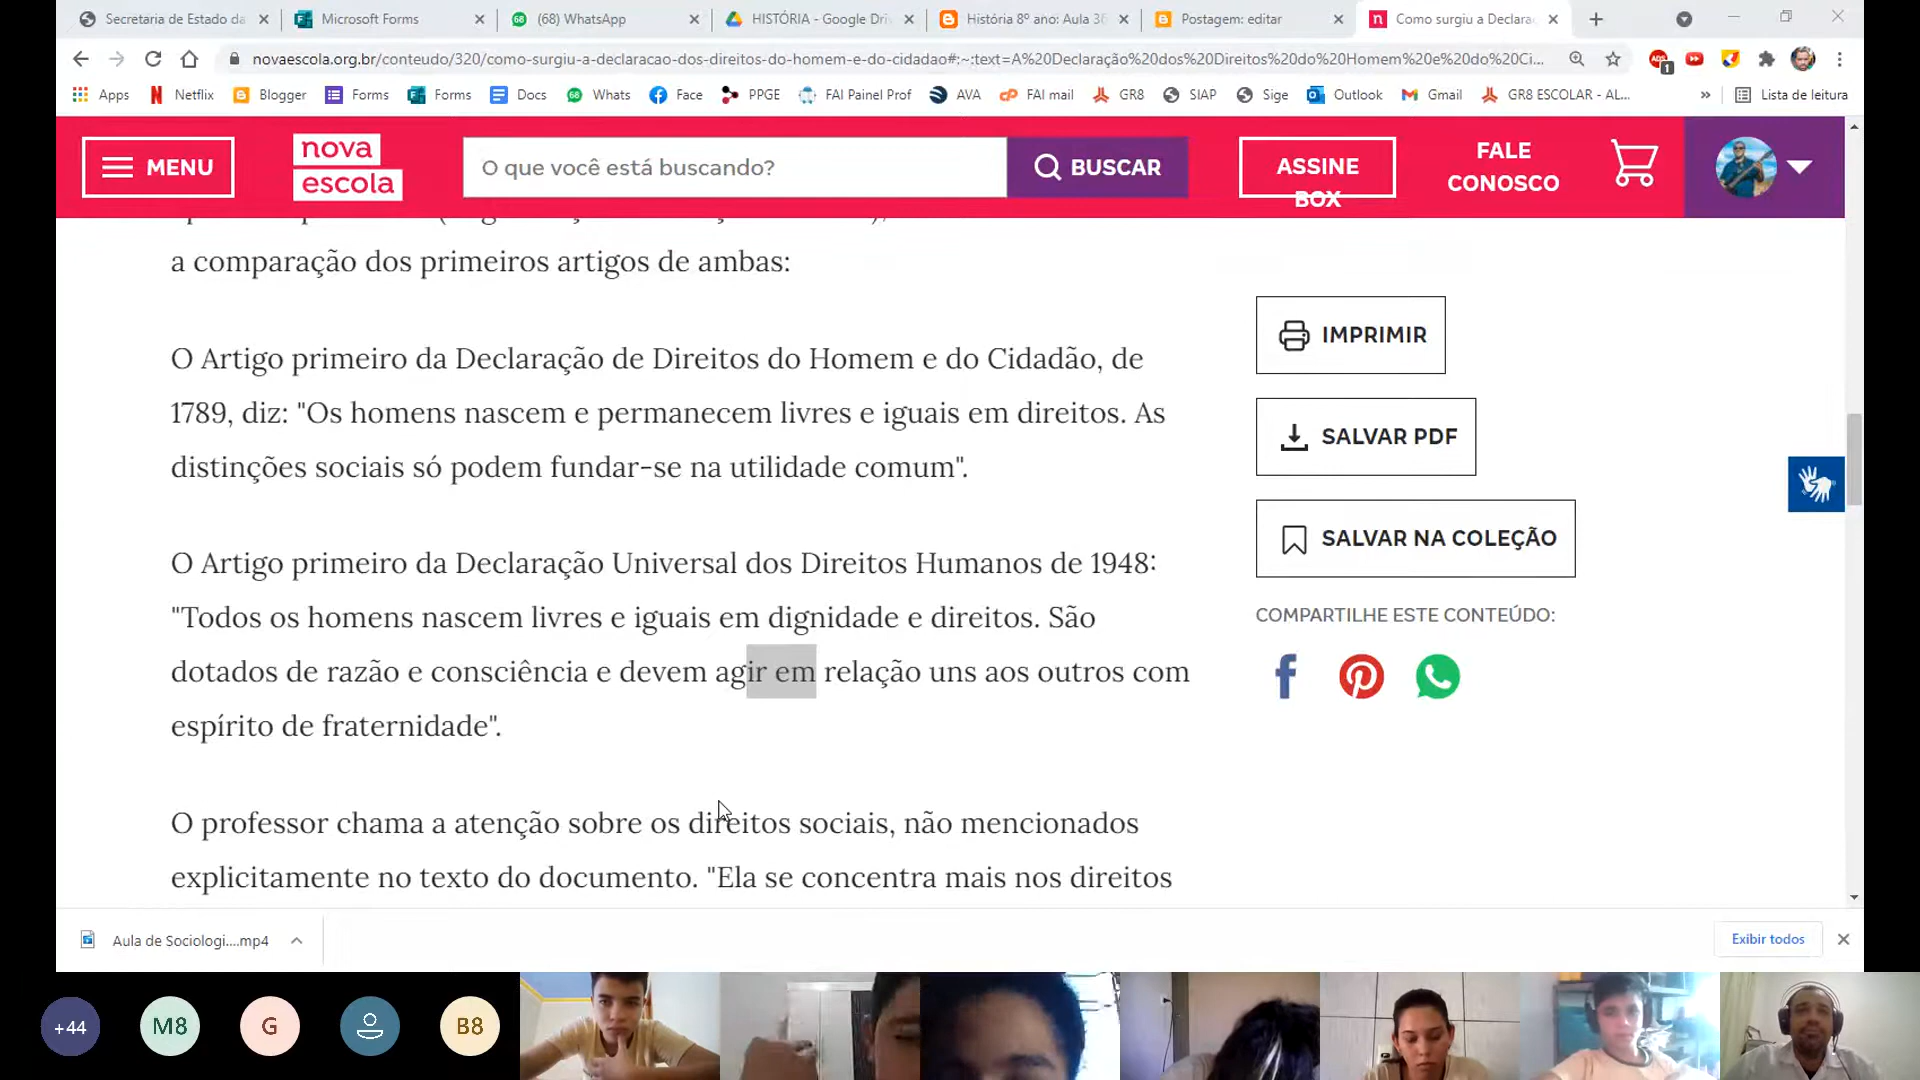 Secretaria de Estado da
Microsoft Forms
(68) WhatsApp
HISTÓRIA - Google Dri
História 8º ano: Aula 36
Postagem: editar
Como surgiu a Declara
novaescola.org.br/conteudo/320/como-surgiu-a-declaracao-dos-direitos-do-homem-e-do-cidadao#:~:text=A%20Declaração%20dos%20Direitos%20do%20Homem%20e%20do%20Ci...
Apps
Netflix
Blogger
Forms
Forms
Docs
Whats
Face
PPGE
FAI Painel Prof
AVA
FAI mail
GR8
SIAP
Sige
Outlook
Gmail
GR8 ESCOLAR - AL...
»
Lista de leitura
MENU
nova
escola
O que você está buscando?
BUSCAR
ASSINE
BOX
FALE
CONOSCO
a comparação dos primeiros artigos de ambas:
O Artigo primeiro da Declaração de Direitos do Homem e do Cidadão, de
1789, diz: "Os homens nascem e permanecem livres e iguais em direitos. As
distinções sociais só podem fundar-se na utilidade comum".
O Artigo primeiro da Declaração Universal dos Direitos Humanos de 1948:
"Todos os homens nascem livres e iguais em dignidade e direitos. São
dotados de razão e consciência e devem agir em relação uns aos outros com
espírito de fraternidade".
O professor chama a atenção sobre os direitos sociais, não mencionados
explicitamente no texto do documento. "Ela se concentra mais nos direitos
IMPRIMIR
SALVAR PDF
SALVAR NA COLEÇÃO
COMPARTILHE ESTE CONTEÚDO:
Aula de Sociologi....mp4
Exibir todos
+44
M8
G
B8